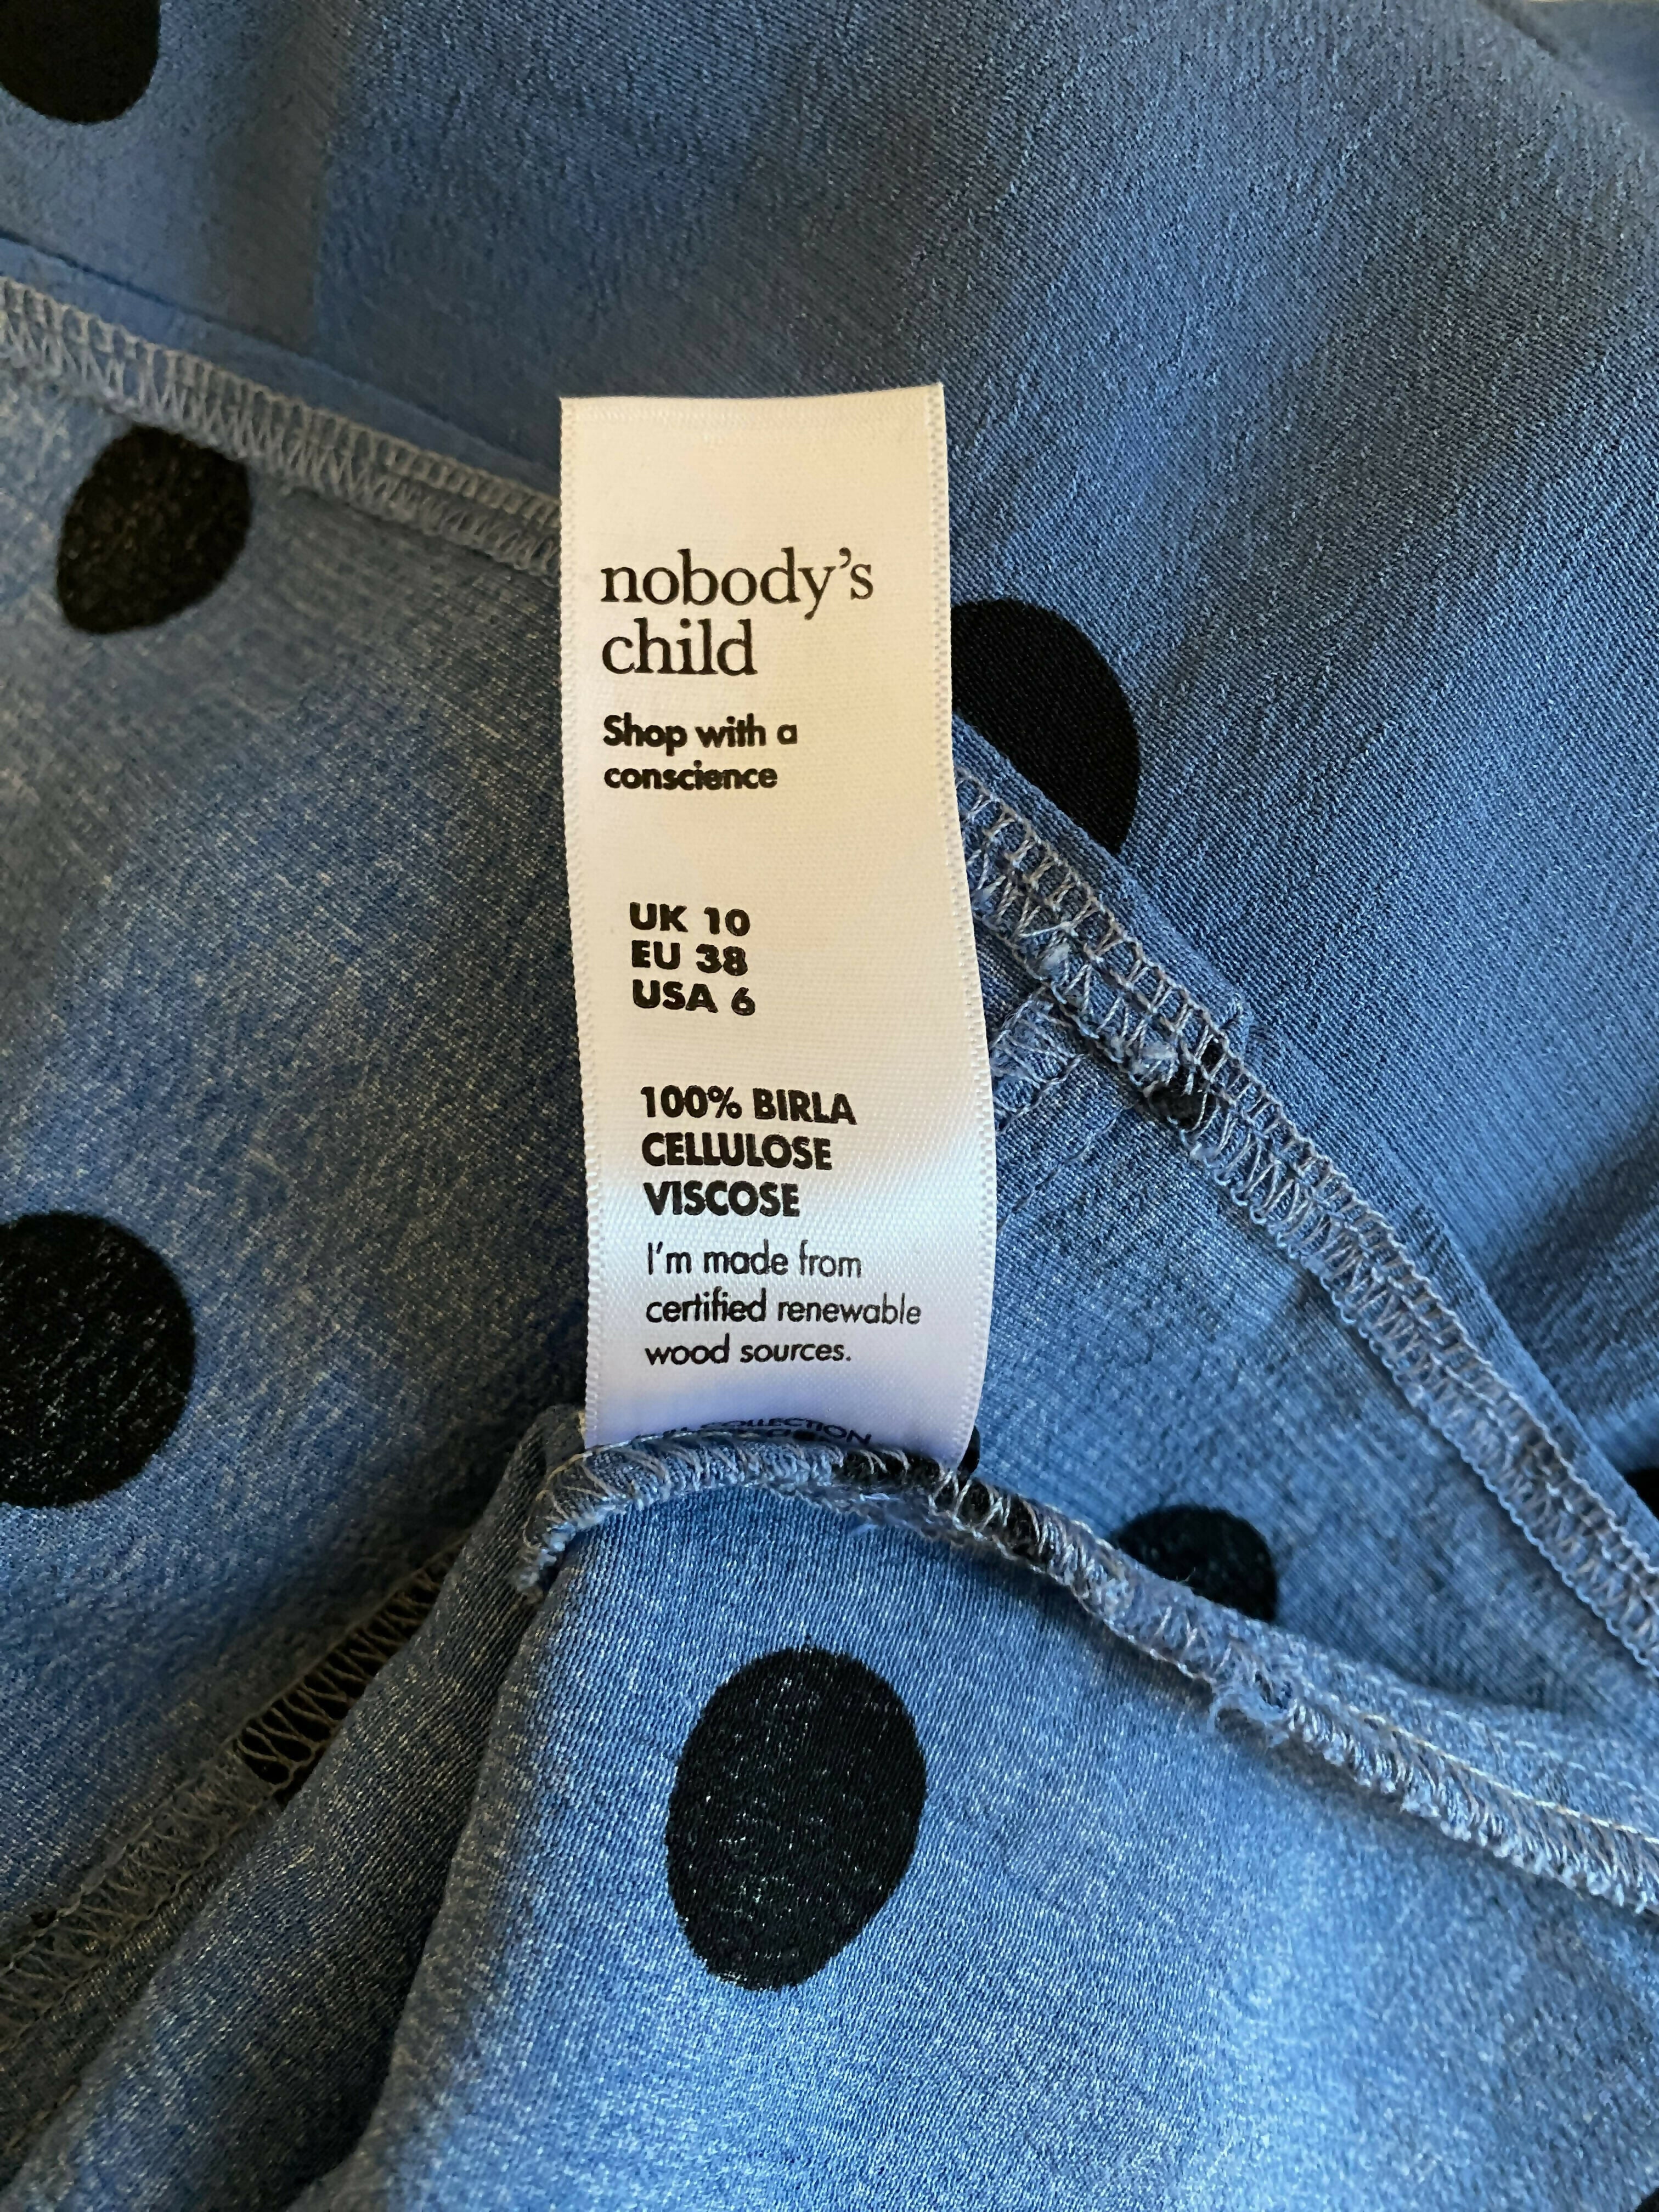 nobody's
child
Shop with a
conscience
UK 10
EU 38
USA 6
100% BIRLA
CELLULOSE
VISCOSE
I'm made from
certified renewable
wood sources.
COLLECTION